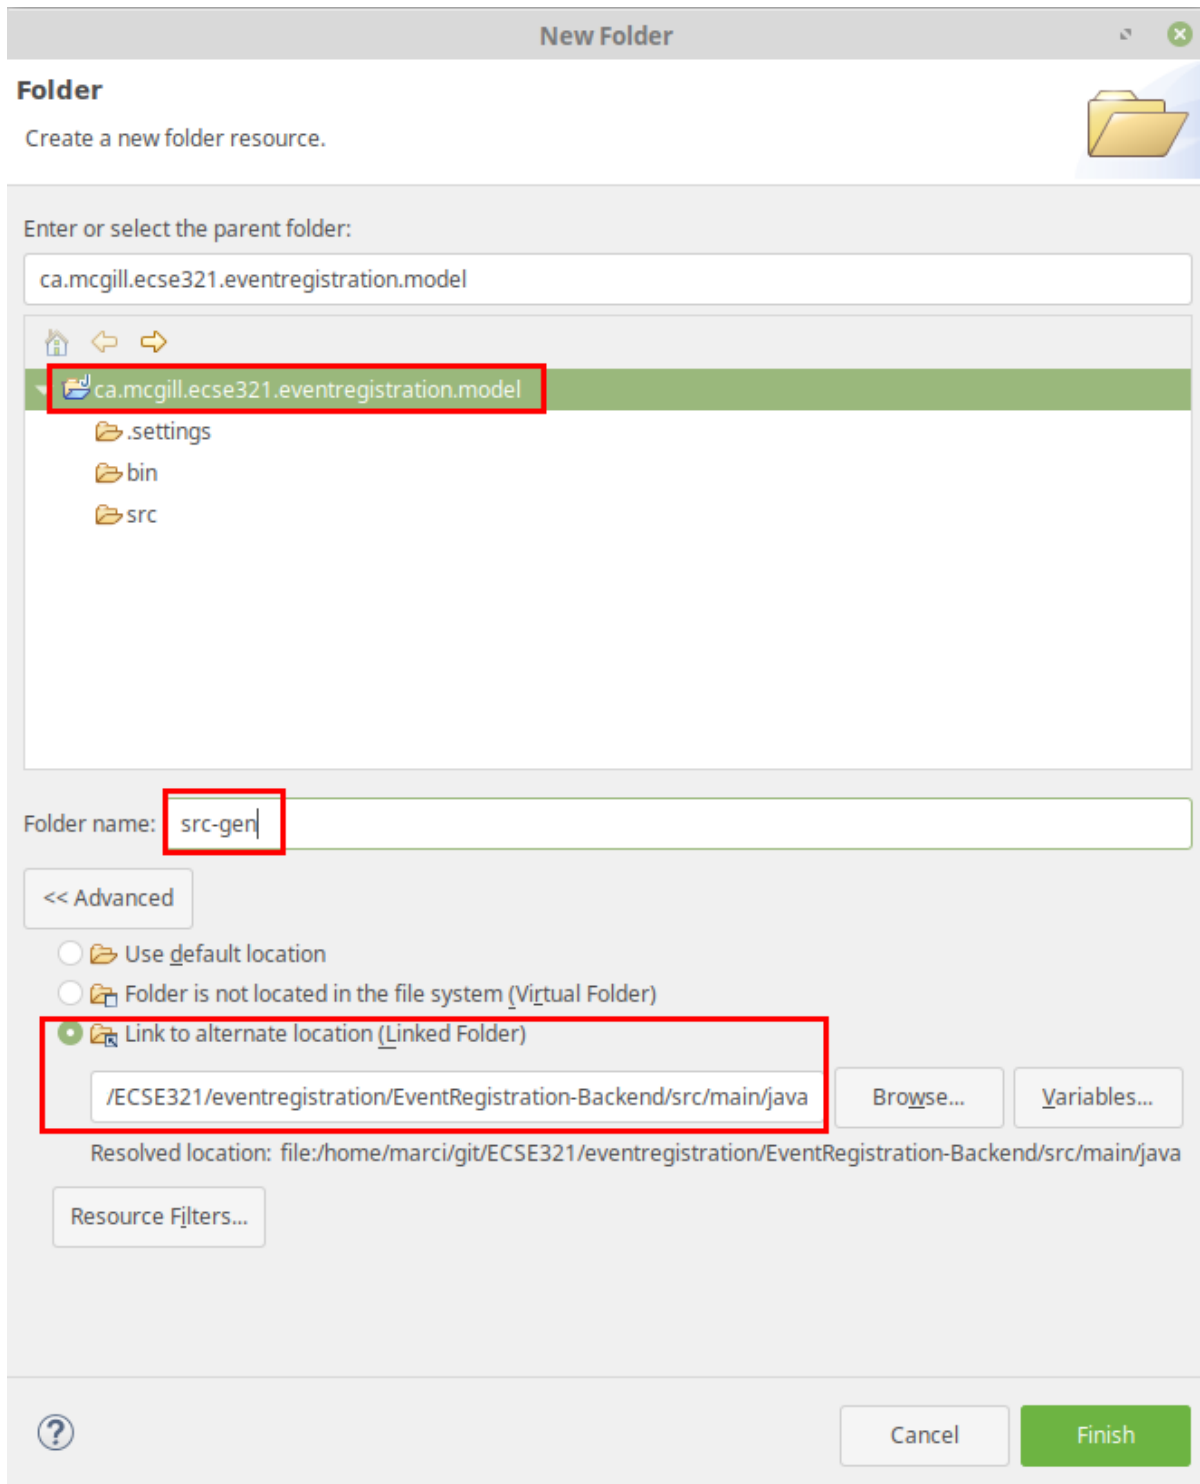 New Folder
Folder
Create a new folder resource.
Enter or select the parent folder:
ca.mcgill.ecse321.eventregistration.model
ca.mcgill.ecse321.eventregistration.model
.settings
bin
src
Folder name: src-gen
<< Advanced
Use default location
Folder is not located in the file system (Virtual Folder)
Link to alternate location (Linked Folder)
/ECSE321/eventregistration/EventRegistration-Backend/src/main/java Browse... Variables...
Resolved location: file:/home/marci/git/ECSE321/eventregistration/EventRegistration-Backend/src/main/java
Resource Filters...
? Cancel Finish